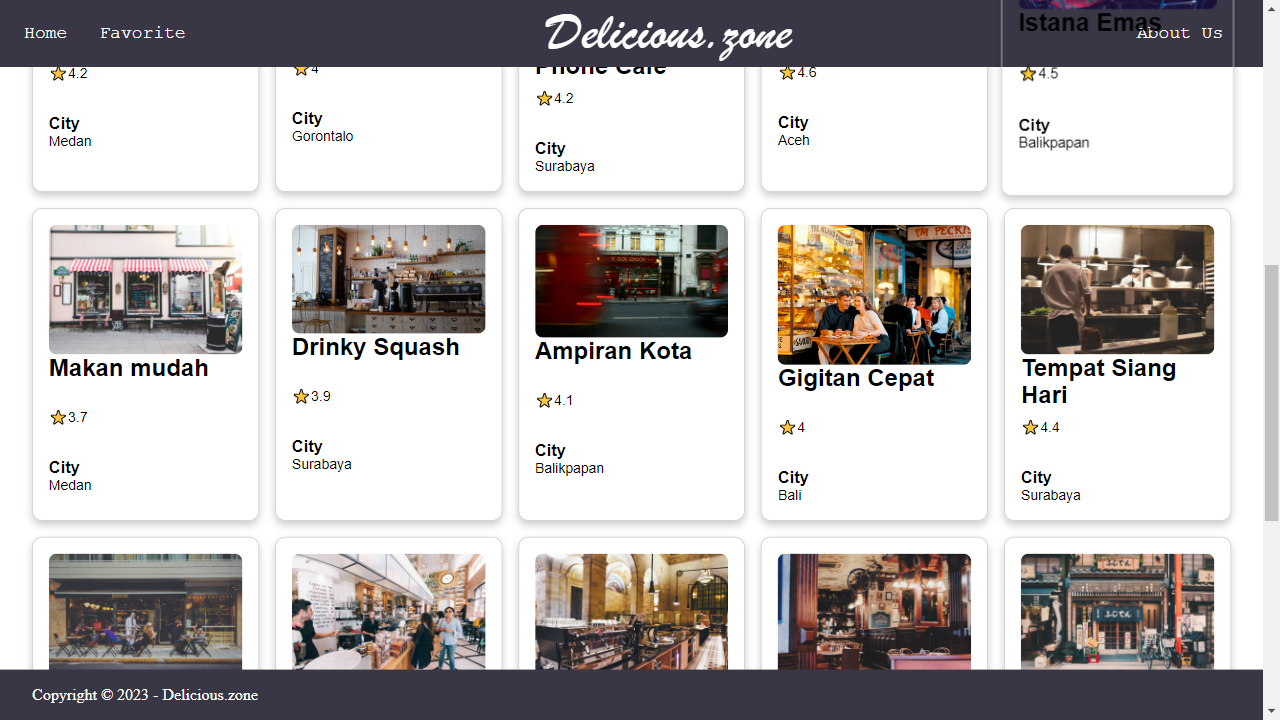 Home
Favorite
Delicious.zone
About Us
Istana Emas
Phone Cafe
4.2
4
4.2
4.6
4.5
City
Medan
City
Gorontalo
City
Surabaya
City
Aceh
City
Balikpapan
Makan mudah
3.7
City
Medan
Drinky Squash
3.9
City
Surabaya
Ampiran Kota
4.1
City
Balikpapan
Gigitan Cepat
4
City
Bali
Tempat Siang
Hari
4.4
City
Surabaya
Copyright © 2023 - Delicious.zone